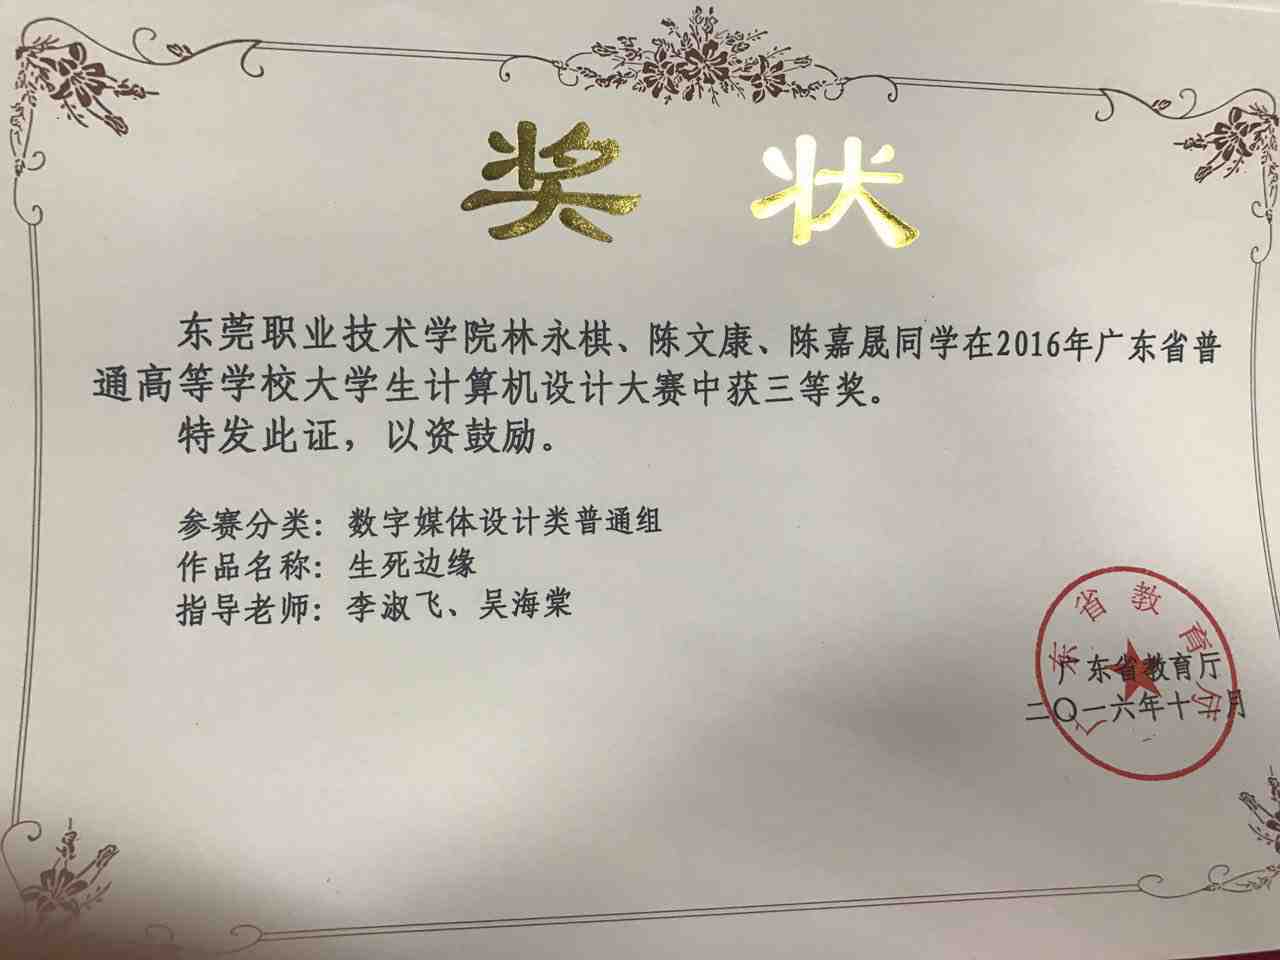 奖 状
东莞职业技术学院林永棋、陈文康、陈嘉晟同学在2016年广东省普
通高等学校大学生计算机设计大赛中获三等奖。
特发此证，以资鼓励。
参赛分类：数字媒体设计类普通组
作品名称：生死边缘
指导老师：李淑飞、吴海棠
广东省教育厅
广东省教育厅
二〇一六年十二月